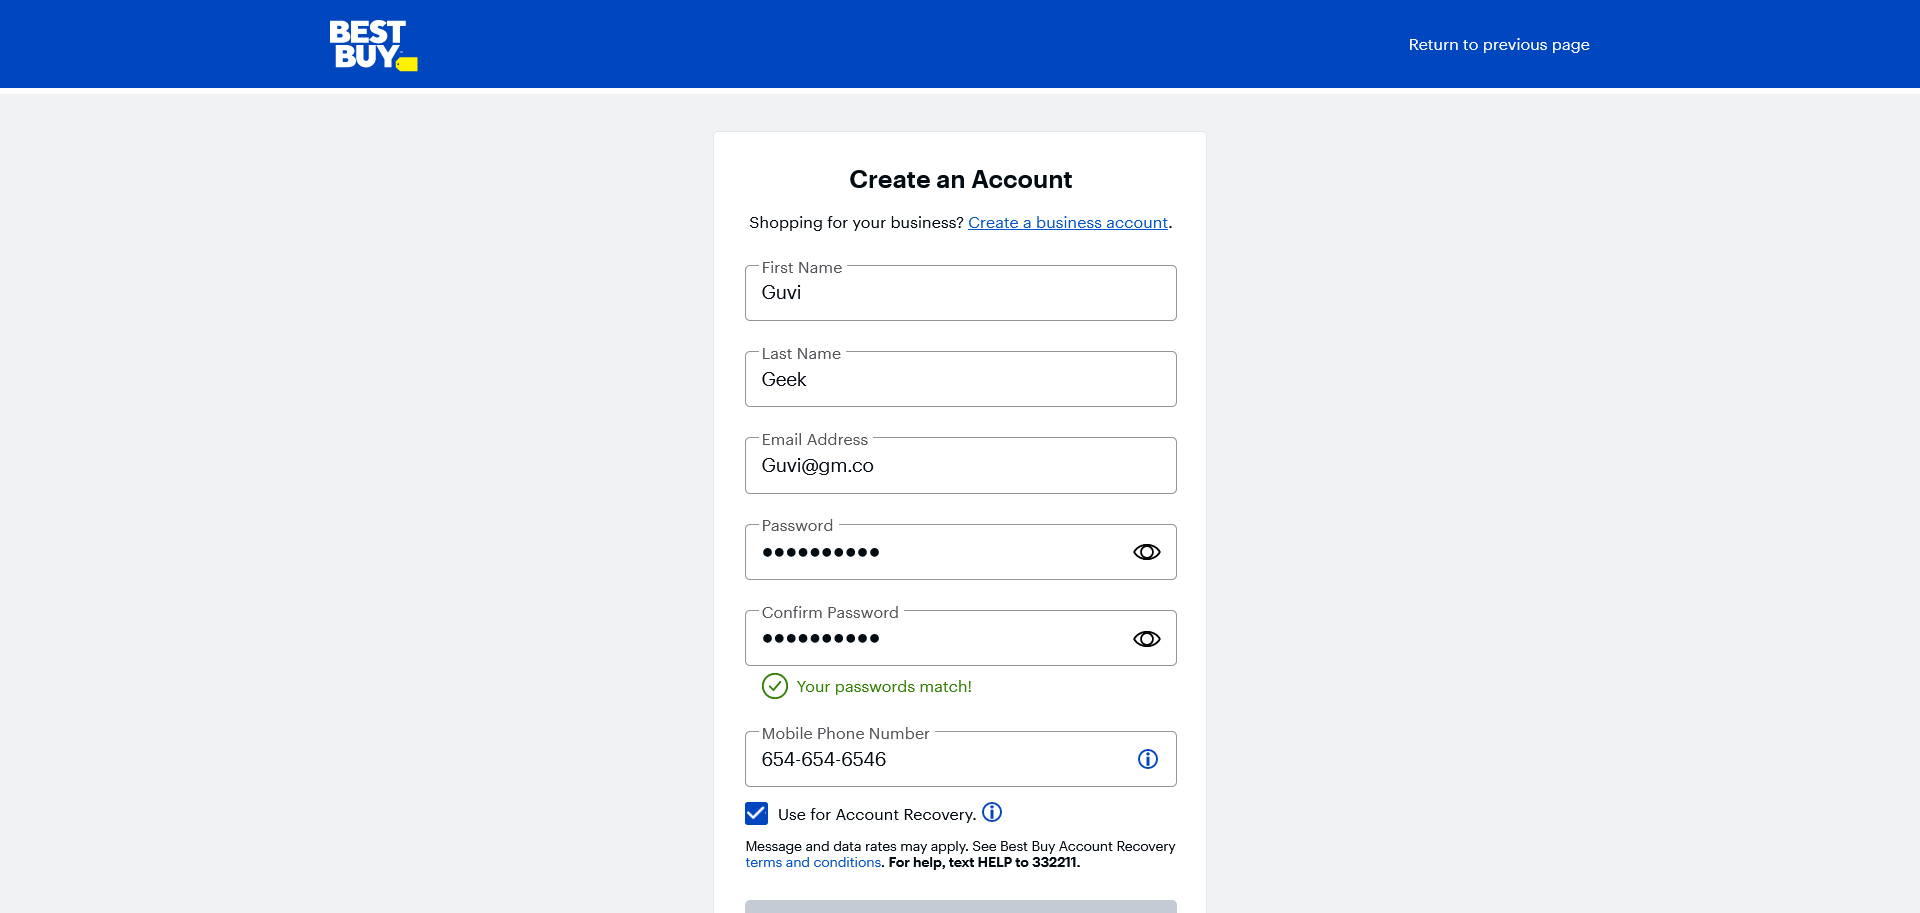 BEST
BUY
Return to previous page
Create an Account
Shopping for your business? Create a business account.
First Name
Guvi
Last Name
Geek
Email Address
Guvi@gm.co
Password
Confirm Password
Your passwords match!
Mobile Phone Number
654-654-6546
Use for Account Recovery.
Message and data rates may apply. See Best Buy Account Recovery
terms and conditions. For help, text HELP to 332211.